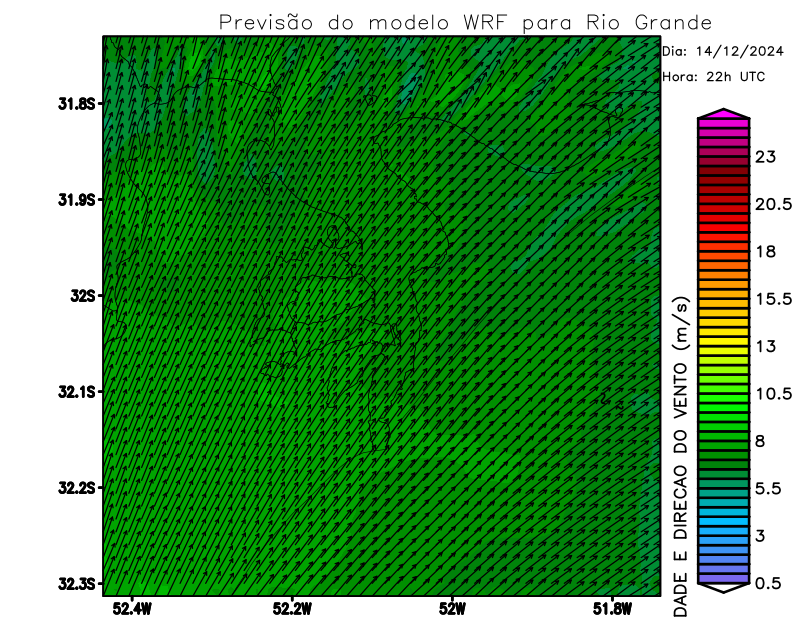 Previsão do modelo WRF para Rio Grande
Dia: 14/12/2024
Hora: 22h UTC
31.8S
31.9S
32S
32.1S
32.2S
32.3S
52.4W
52.2W
52W
51.8W
DADE E DIRECAO DO VENTO (m/s)
23
20.5
18
15.5
13
10.5
8
5.5
3
0.5